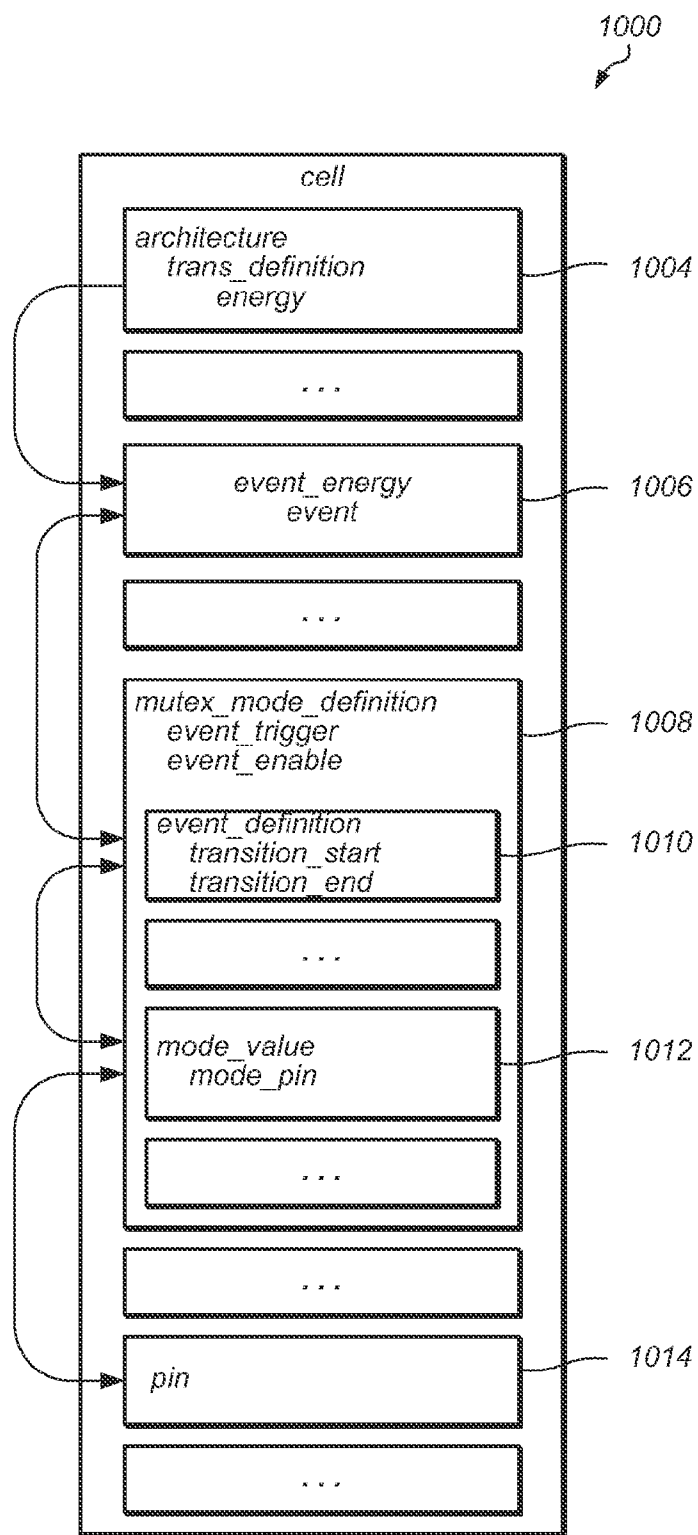 1000
cell
architecture
trans_definition
energy
1004
. . .
event_energy
event
1006
. . .
mutex_mode_definition
event_trigger
event_enable
1008
event_definition
transition_start
transition_end
1010
. . .
mode_value
mode_pin
1012
. . .
. . .
pin
1014
. . .